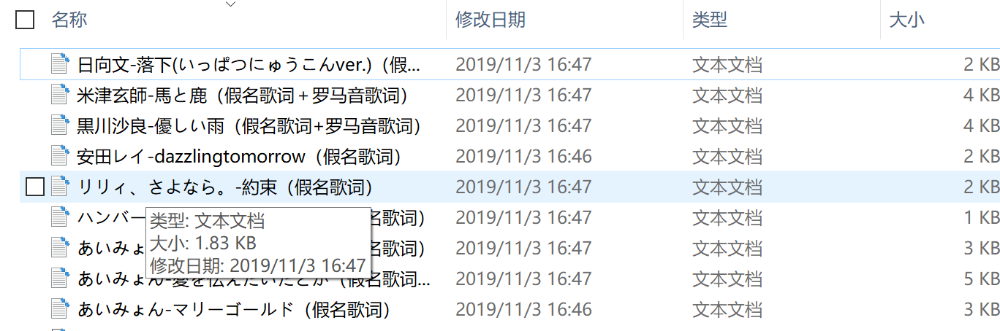 名称 修改日期 类型 大小
日向文-落下(いっぱつにゅうこんver.)（假... 2019/11/3 16:47 文本文档 2 KB
米津玄師-馬と鹿（假名歌词＋罗马音歌词） 2019/11/3 16:47 文本文档 4 KB
黒川沙良-優しい雨（假名歌词+罗马音歌词） 2019/11/3 16:47 文本文档 4 KB
安田レイ-dazzlingtomorrow（假名歌词） 2019/11/3 16:46 文本文档 2 KB
リリィ、さよなら。-約束（假名歌词） 2019/11/3 16:47 文本文档 2 KB
ハンバー 名歌词） 2019/11/3 16:47 文本文档 1 KB
类型: 文本文档
大小: 1.83 KB
修改日期: 2019/11/3 16:47
あいみょ 名歌词） 2019/11/3 16:47 文本文档 3 KB
あいみょん-愛を伝えたいだとか（假名歌词... 2019/11/3 16:47 文本文档 5 KB
あいみょん-マリーゴールド（假名歌词） 2019/11/3 16:46 文本文档 3 KB